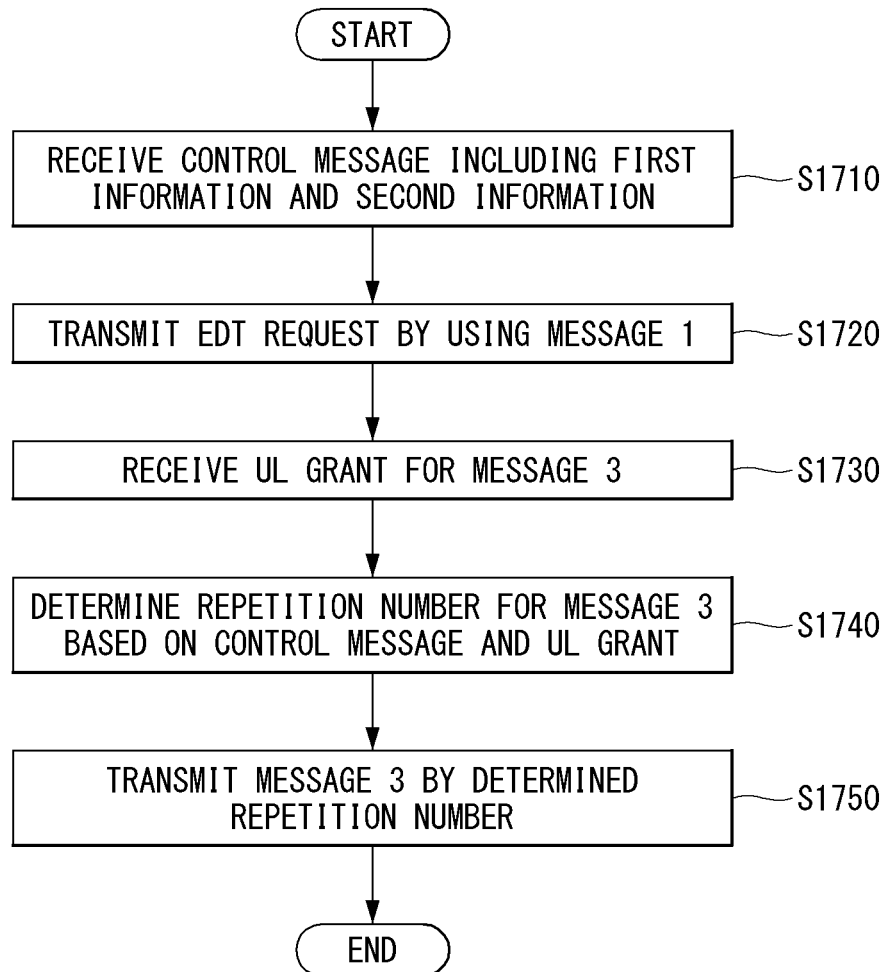 START
RECEIVE CONTROL MESSAGE INCLUDING FIRST
INFORMATION AND SECOND INFORMATION
S1710
TRANSMIT EDT REQUEST BY USING MESSAGE 1
S1720
RECEIVE UL GRANT FOR MESSAGE 3
S1730
DETERMINE REPETITION NUMBER FOR MESSAGE 3
BASED ON CONTROL MESSAGE AND UL GRANT
S1740
TRANSMIT MESSAGE 3 BY DETERMINED
REPETITION NUMBER
S1750
END